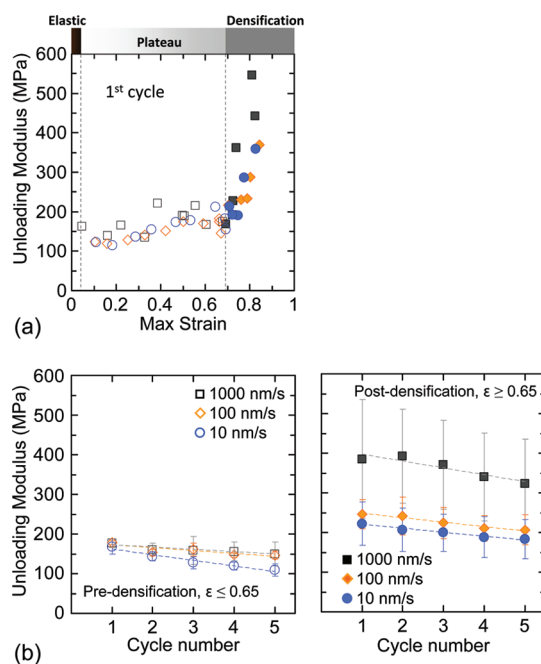 Elastic
Plateau
Densification
Unloading Modulus (MPa)
600
500
400
300
200
100
0
1st cycle
0
0.2
0.4
0.6
0.8
1
Max Strain
(a)
Unloading Modulus (MPa)
600
500
400
300
200
100
0
1000 nm/s
100 nm/s
10 nm/s
Pre-densification, ε ≤ 0.65
1
2
3
4
5
Cycle number
Post-densification, ε ≥ 0.65
1000 nm/s
100 nm/s
10 nm/s
1
2
3
4
5
Cycle number
(b)